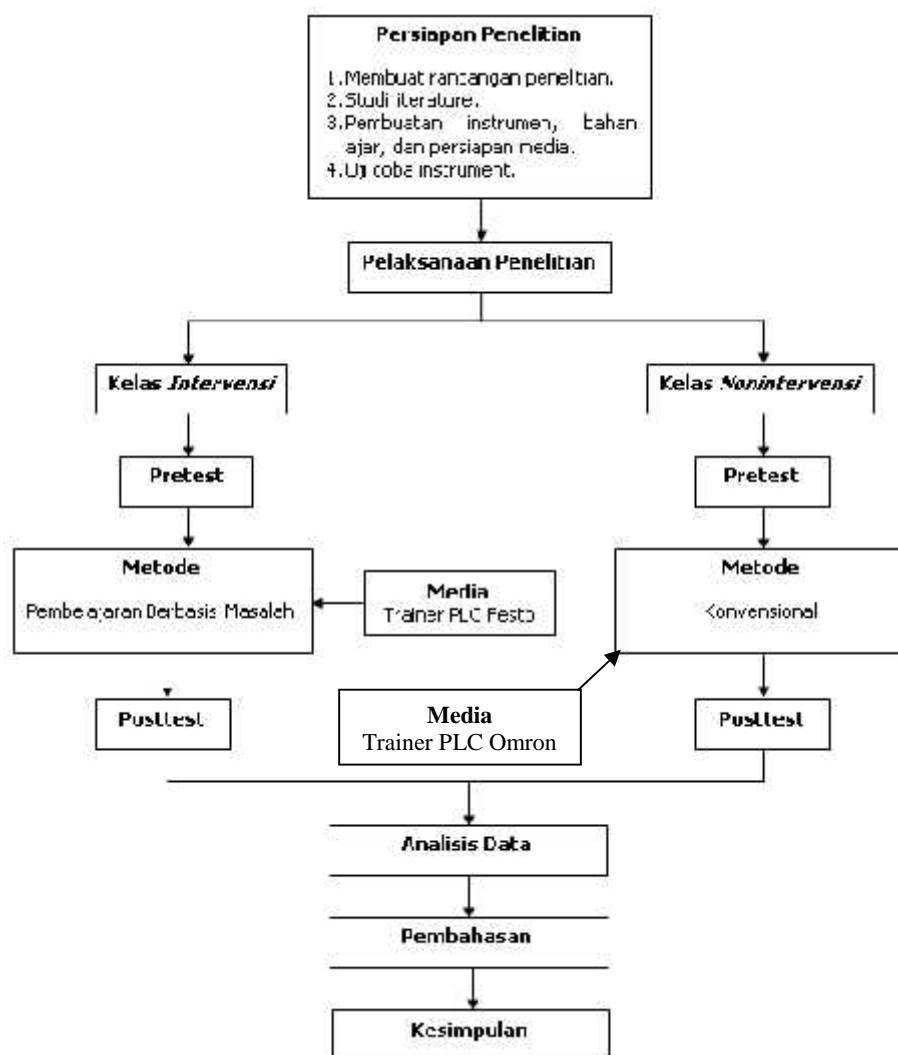 Persiapan Penelitian
1.Membuat rancangan penelitian.
2.Studi literature.
3.Pembuatan instrumen, bahan
ajar, dan persiapan media.
4.Uji coba instrument.
Pelaksanaan Penelitian
Kelas Intervensi
Kelas Nonintervensi
Pretest
Pretest
Metode
Pembelajaran Berbasis Masalah
Media
Trainer PLC Festo
Metode
Konvensional
Posttest
Media
Trainer PLC Omron
Posttest
Analisis Data
Pembahasan
Kesimpulan